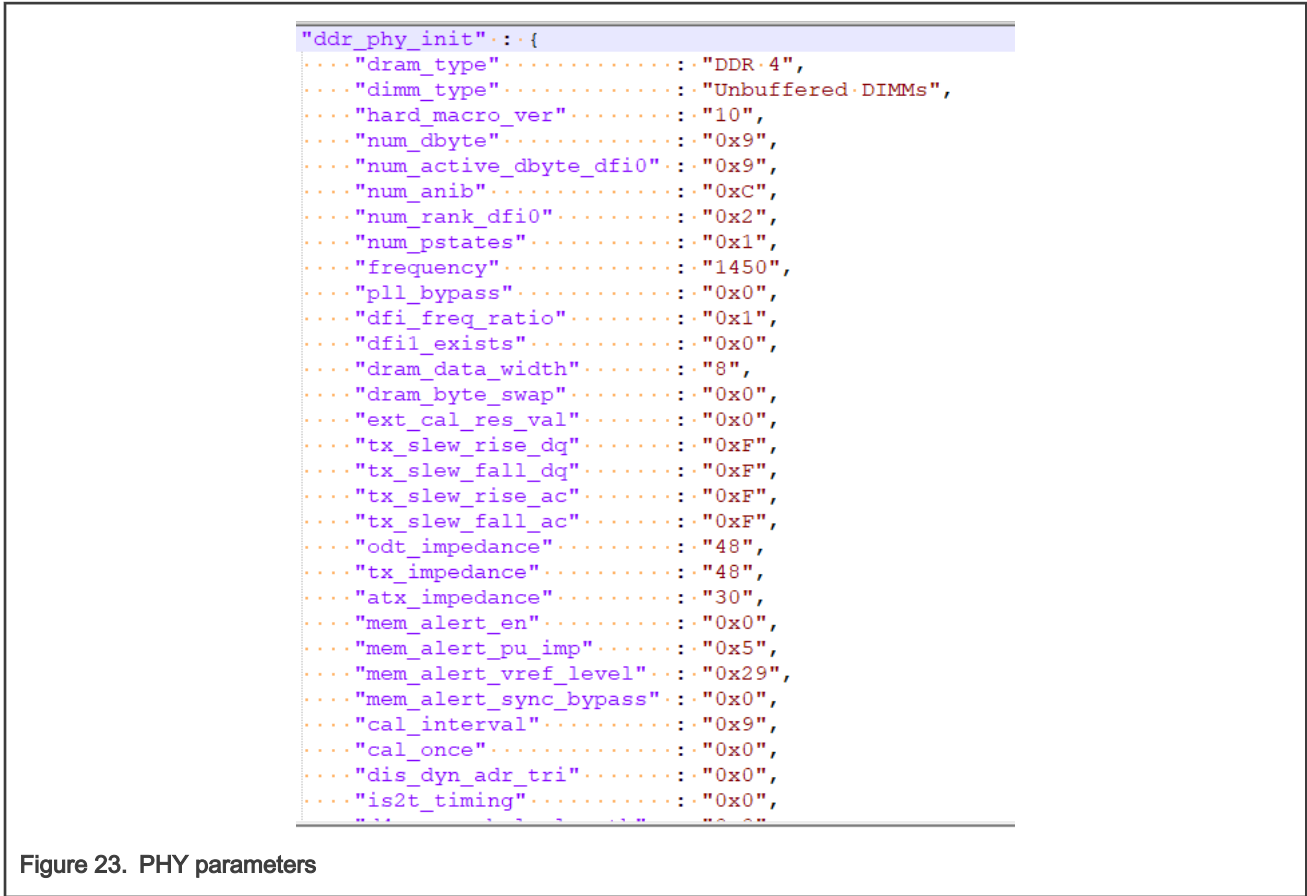 "ddr_phy_init" : {
"dram_type" : "DDR 4",
"dimm_type" : "Unbuffered DIMMs",
"hard_macro_ver" : "10",
"num_dbyte" : "0x9",
"num_active_dbyte_dfi0" : "0x9",
"num_anib" : "0xC",
"num_rank_dfi0" : "0x2",
"num_pstates" : "0x1",
"frequency" : "1450",
"pll_bypass" : "0x0",
"dfi_freq_ratio" : "0x1",
"dfi1_exists" : "0x0",
"dram_data_width" : "8",
"dram_byte_swap" : "0x0",
"ext_cal_res_val" : "0x0",
"tx_slew_rise_dq" : "0xF",
"tx_slew_fall_dq" : "0xF",
"tx_slew_rise_ac" : "0xF",
"tx_slew_fall_ac" : "0xF",
"odt_impedance" : "48",
"tx_impedance" : "48",
"atx_impedance" : "30",
"mem_alert_en" : "0x0",
"mem_alert_pu_imp" : "0x5",
"mem_alert_vref_level" : "0x29",
"mem_alert_sync_bypass" : "0x0",
"cal_interval" : "0x9",
"cal_once" : "0x0",
"dis_dyn_adr_tri" : "0x0",
"is2t_timing" : "0x0",
Figure 23. PHY parameters